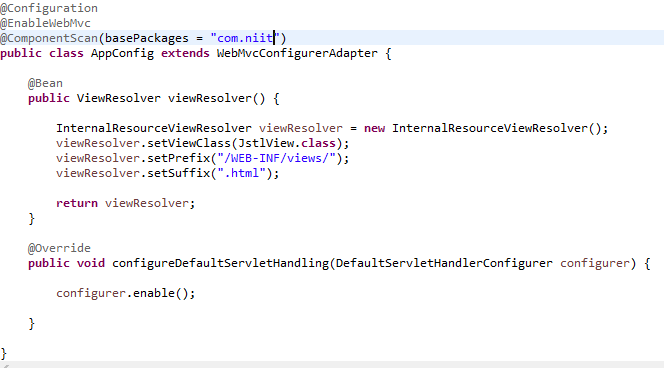 @Configuration
@EnableWebMvc
@ComponentScan(basePackages = "com.niit")
public class AppConfig extends WebMvcConfigurerAdapter {
@Bean
public ViewResolver viewResolver() {
InternalResourceViewResolver viewResolver = new InternalResourceViewResolver();
viewResolver.setViewClass(JstlView.class);
viewResolver.setPrefix("/WEB-INF/views/");
viewResolver.setSuffix(".html");
return viewResolver;
}
@Override
public void configureDefaultServletHandling(DefaultServletHandlerConfigurer configurer) {
configurer.enable();
}
}